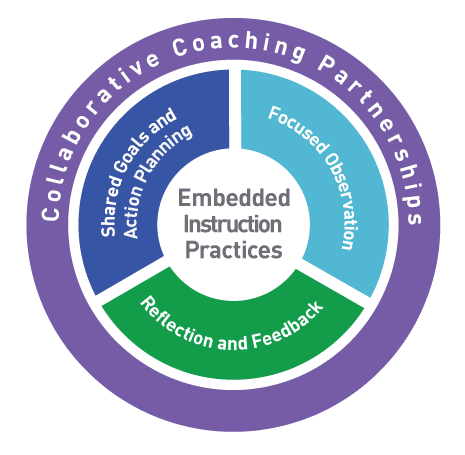 Collaborative Coaching Partnerships
Shared Goals and
Action Planning
Focused Observation
Embedded
Instruction
Practices
Reflection and Feedback